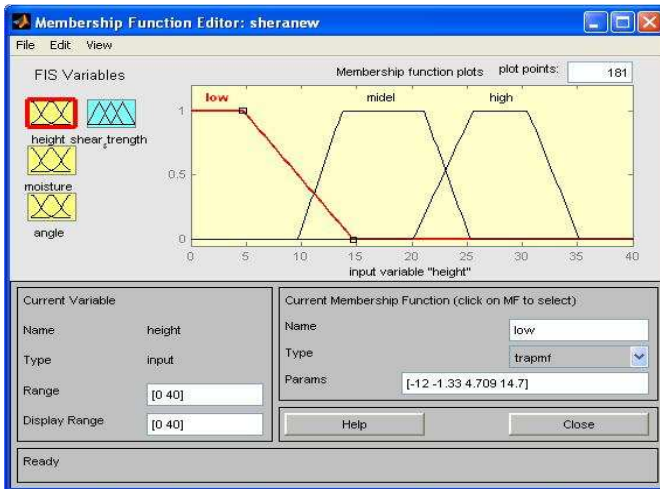 Membership Function Editor: sheranew
File Edit View
FIS Variables
Membership function plots plot points: 181
height shear_strength
moisture
angle
low midel high
1
0.5
0
0 5 10 15 20 25 30 35 40
input variable "height"
Current Variable
Name height
Type input
Range [0 40]
Display Range [0 40]
Current Membership Function (click on MF to select)
Name low
Type trapmf
Params [-12 -1.33 4.709 14.7]
Help Close
Ready